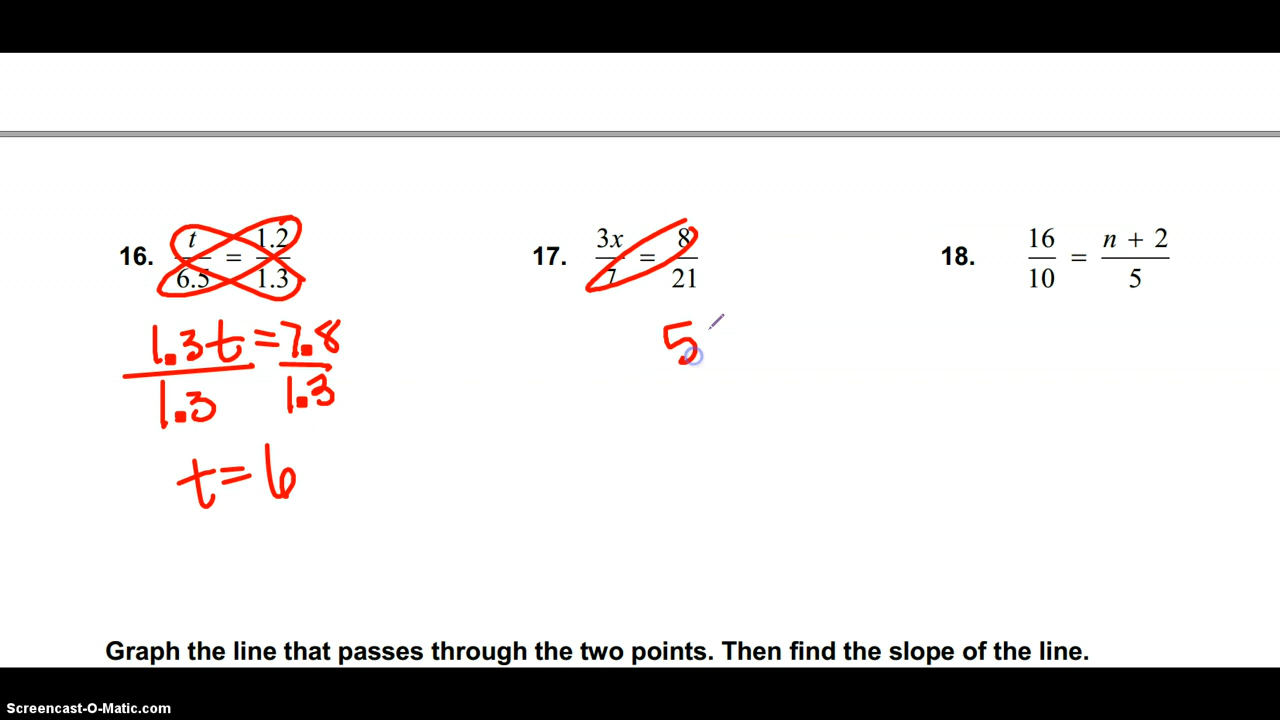 16. t/6.5 = 1.2/1.3
1.3t = 7.8
1.3 1.3
t = 6
17. 3x/7 = 8/21
5
18. 16/10 = n + 2/5
Graph the line that passes through the two points. Then find the slope of the line.
Screencast-O-Matic.com